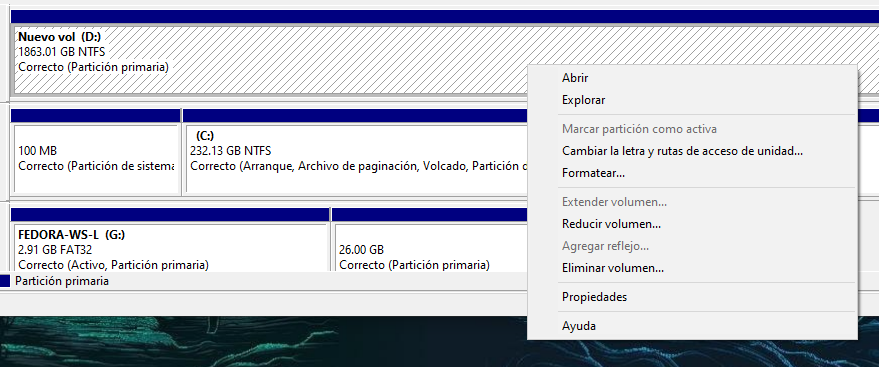 Nuevo vol (D:)
1863.01 GB NTFS
Correcto (Partición primaria)
(C:)
100 MB
232.13 GB NTFS
Correcto (Partición de sistema
Correcto (Arranque, Archivo de paginación, Volcado, Partición d
FEDORA-WS-L (G:)
2.91 GB FAT32
26.00 GB
Correcto (Activo, Partición primaria)
Correcto (Partición primaria)
Partición primaria
Abrir
Explorar
Marcar partición como activa
Cambiar la letra y rutas de acceso de unidad...
Formatear...
Extender volumen...
Reducir volumen...
Agregar reflejo...
Eliminar volumen...
Propiedades
Ayuda